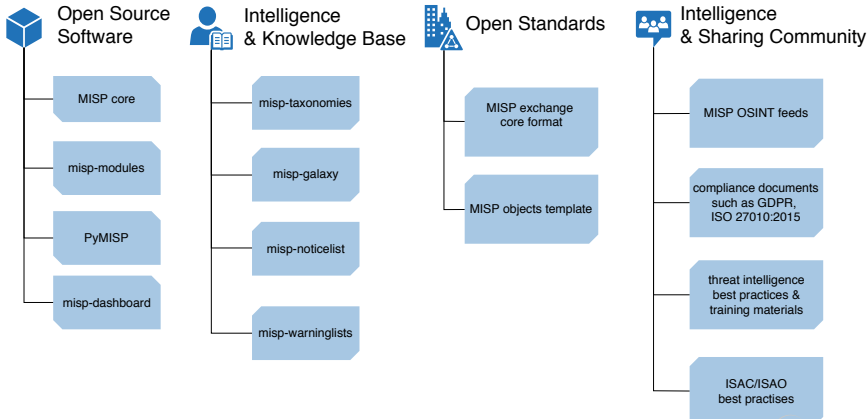 Open Source
Software
MISP core
misp-modules
PyMISP
misp-dashboard
Intelligence
& Knowledge Base
misp-taxonomies
misp-galaxy
misp-noticelist
misp-warninglists
Open Standards
MISP exchange
core format
MISP objects template
Intelligence
& Sharing Community
MISP OSINT feeds
compliance documents
such as GDPR,
ISO 27010:2015
threat intelligence
best practices &
training materials
ISAC/ISAO
best practises